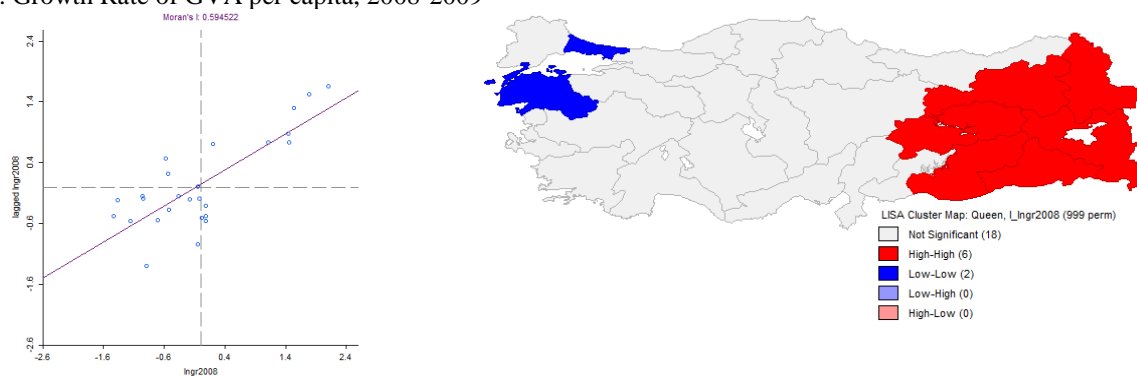 . Growth Rate of GVA per capita, 2008-2009
Moran's I: 0.594522
2.4
1.4
0.4
-0.6
-1.6
-2.6
lagged lngr2008
-2.6 -1.6 -0.6 0.4 1.4 2.4
lngr2008
LISA Cluster Map: Queen, I_lngr2008 (999 perm)
Not Significant (18)
High-High (6)
Low-Low (2)
Low-High (0)
High-Low (0)